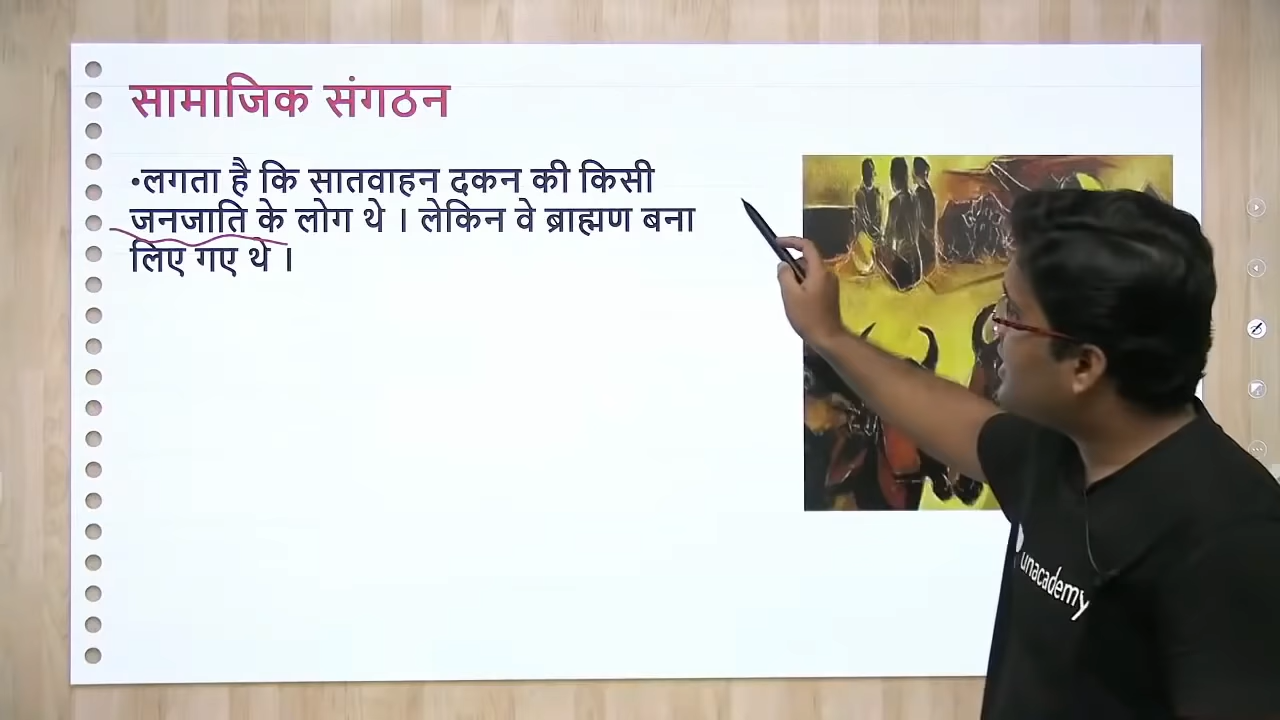 सामाजिक संगठन
•लगता है कि सातवाहन दकन की किसी
जनजाति के लोग थे । लेकिन वे ब्राह्मण बना
लिए गए थे ।
unacademy